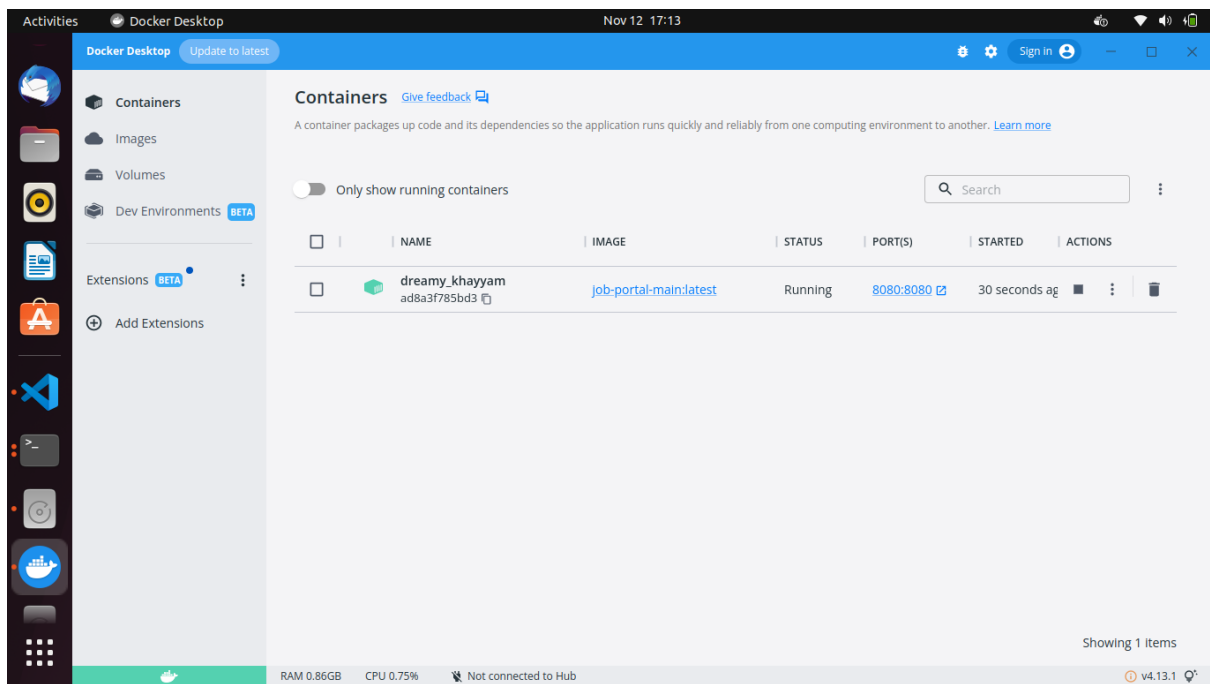 Activities Docker Desktop Nov 12 17:13
Docker Desktop Update to latest Sign in
Containers
Images
Volumes
Dev Environments BETA
Extensions BETA
Add Extensions
Containers Give feedback
A container packages up code and its dependencies so the application runs quickly and reliably from one computing environment to another. Learn more
Only show running containers Search
NAME IMAGE STATUS PORT(S) STARTED ACTIONS
dreamy_khayyam
ad8a3f785bd3
job-portal-main:latest Running 8080:8080 30 seconds ag
Showing 1 items
RAM 0.86GB CPU 0.75% Not connected to Hub v4.13.1